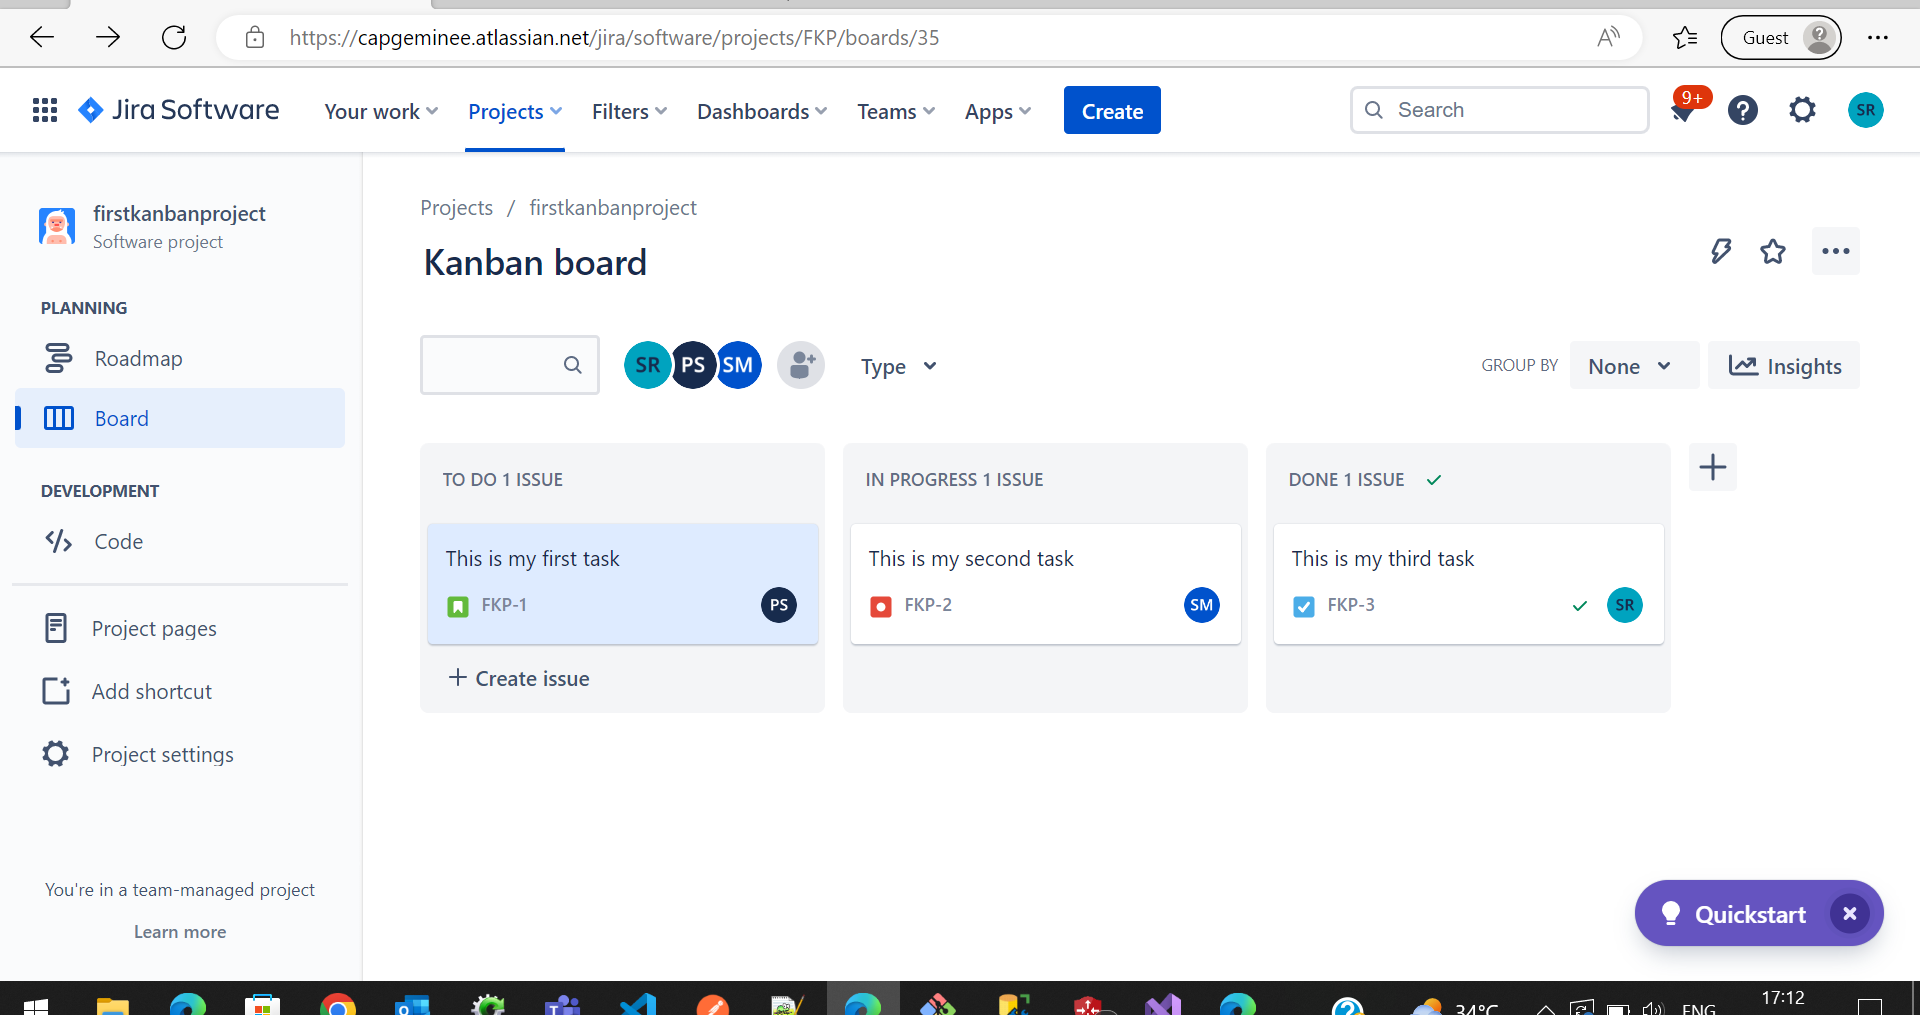 https://capgeminee.atlassian.net/jira/software/projects/FKP/boards/35
Guest
Jira Software
Your work
Projects
Filters
Dashboards
Teams
Apps
Create
Search
9+
SR
firstkanbanproject
Software project
PLANNING
Roadmap
Board
DEVELOPMENT
Code
Project pages
Add shortcut
Project settings
You're in a team-managed project
Learn more
Projects / firstkanbanproject
Kanban board
SR PS SM
Type
GROUP BY None
Insights
TO DO 1 ISSUE
This is my first task
FKP-1 PS
+ Create issue
IN PROGRESS 1 ISSUE
This is my second task
FKP-2 SM
DONE 1 ISSUE
This is my third task
FKP-3 SR
Quickstart
34°C
ENG
17:12